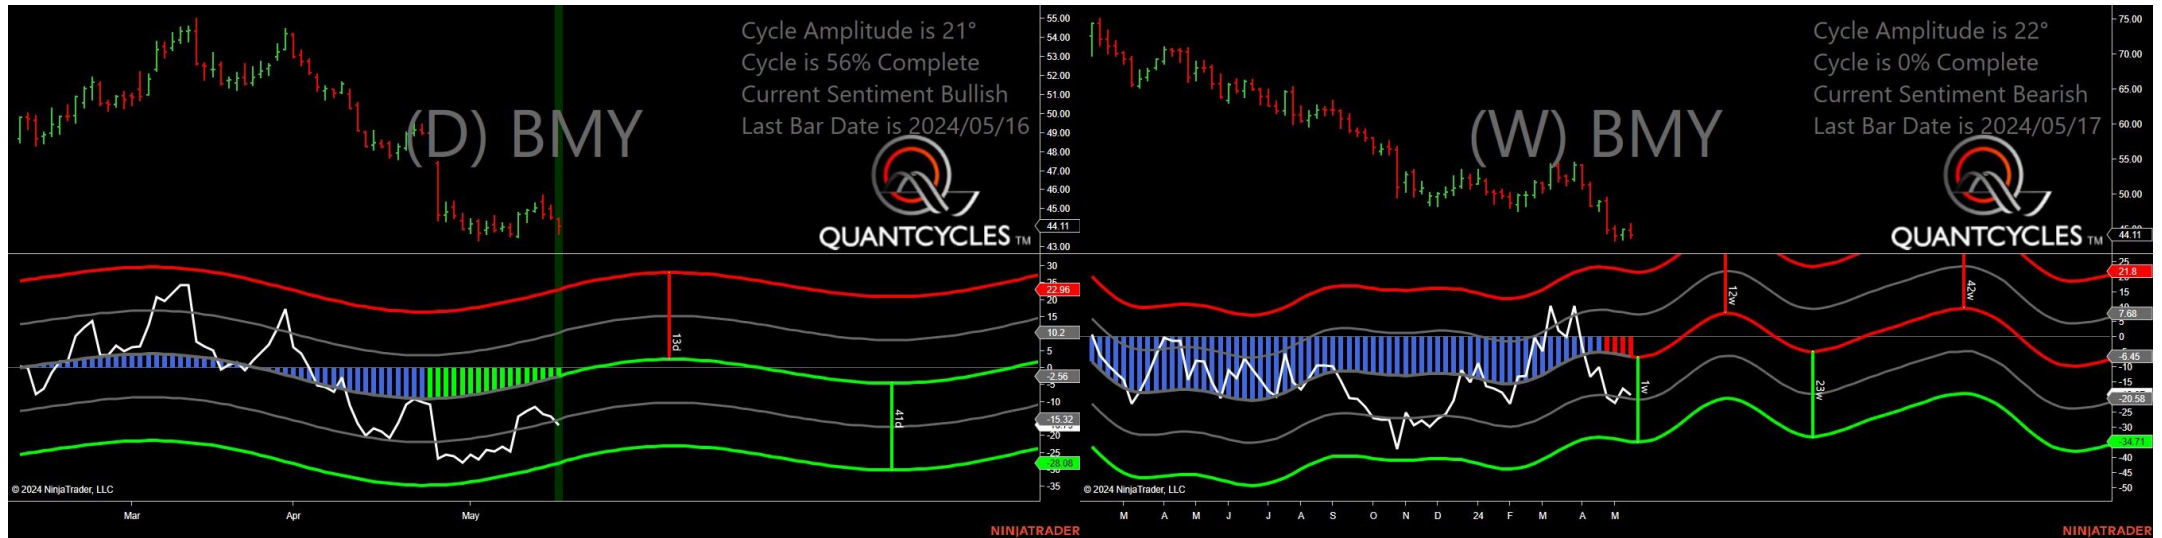 Cycle Amplitude is 21°
Cycle is 56% Complete
Current Sentiment Bullish
Last Bar Date is 2024/05/16
(D) BMY
QUANTCYCLES TM
55.00
54.00
53.00
52.00
51.00
50.00
49.00
48.00
47.00
46.00
45.00
44.11
43.00
30
25
22.96
20
15
10.2
5
0
-2.56
-5
-10
-15.32
-20
-25
-28.08
-35
13d
41d
© 2024 NinjaTrader, LLC
Mar
Apr
May
NINJATRADER
Cycle Amplitude is 22°
Cycle is 0% Complete
Current Sentiment Bearish
Last Bar Date is 2024/05/17
(W) BMY
QUANTCYCLES TM
75.00
70.00
65.00
60.00
55.00
50.00
44.11
25
21.8
15
7.68
5
0
-6.45
-10
-15
-20.58
-25
-30
-34.71
-40
-45
-50
1w
12w
23w
42w
© 2024 NinjaTrader, LLC
M
A
M
J
J
A
S
O
N
D
24
F
M
A
M
NINJATRADER